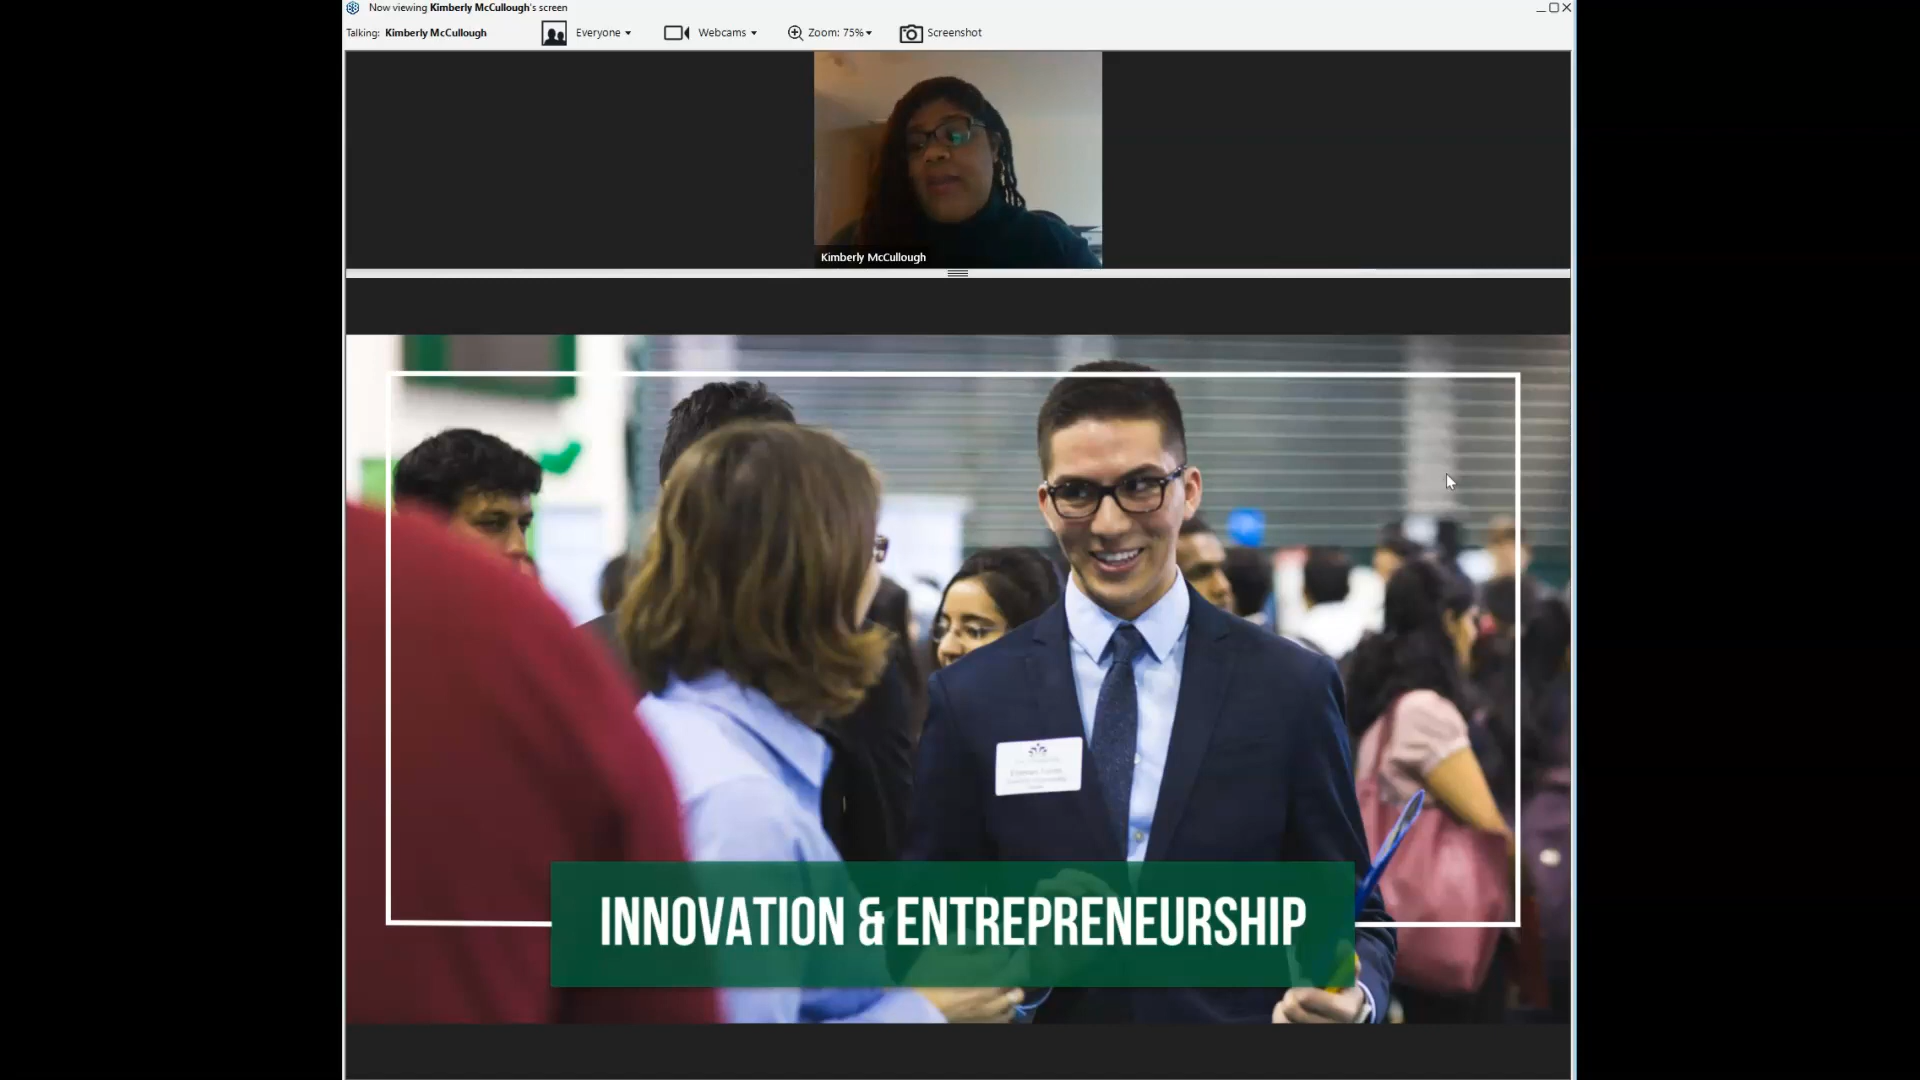 Now viewing Kimberly McCullough's screen
Talking: Kimberly McCullough Everyone Webcams Zoom: 75% Screenshot
Kimberly McCullough
INNOVATION & ENTREPRENEURSHIP